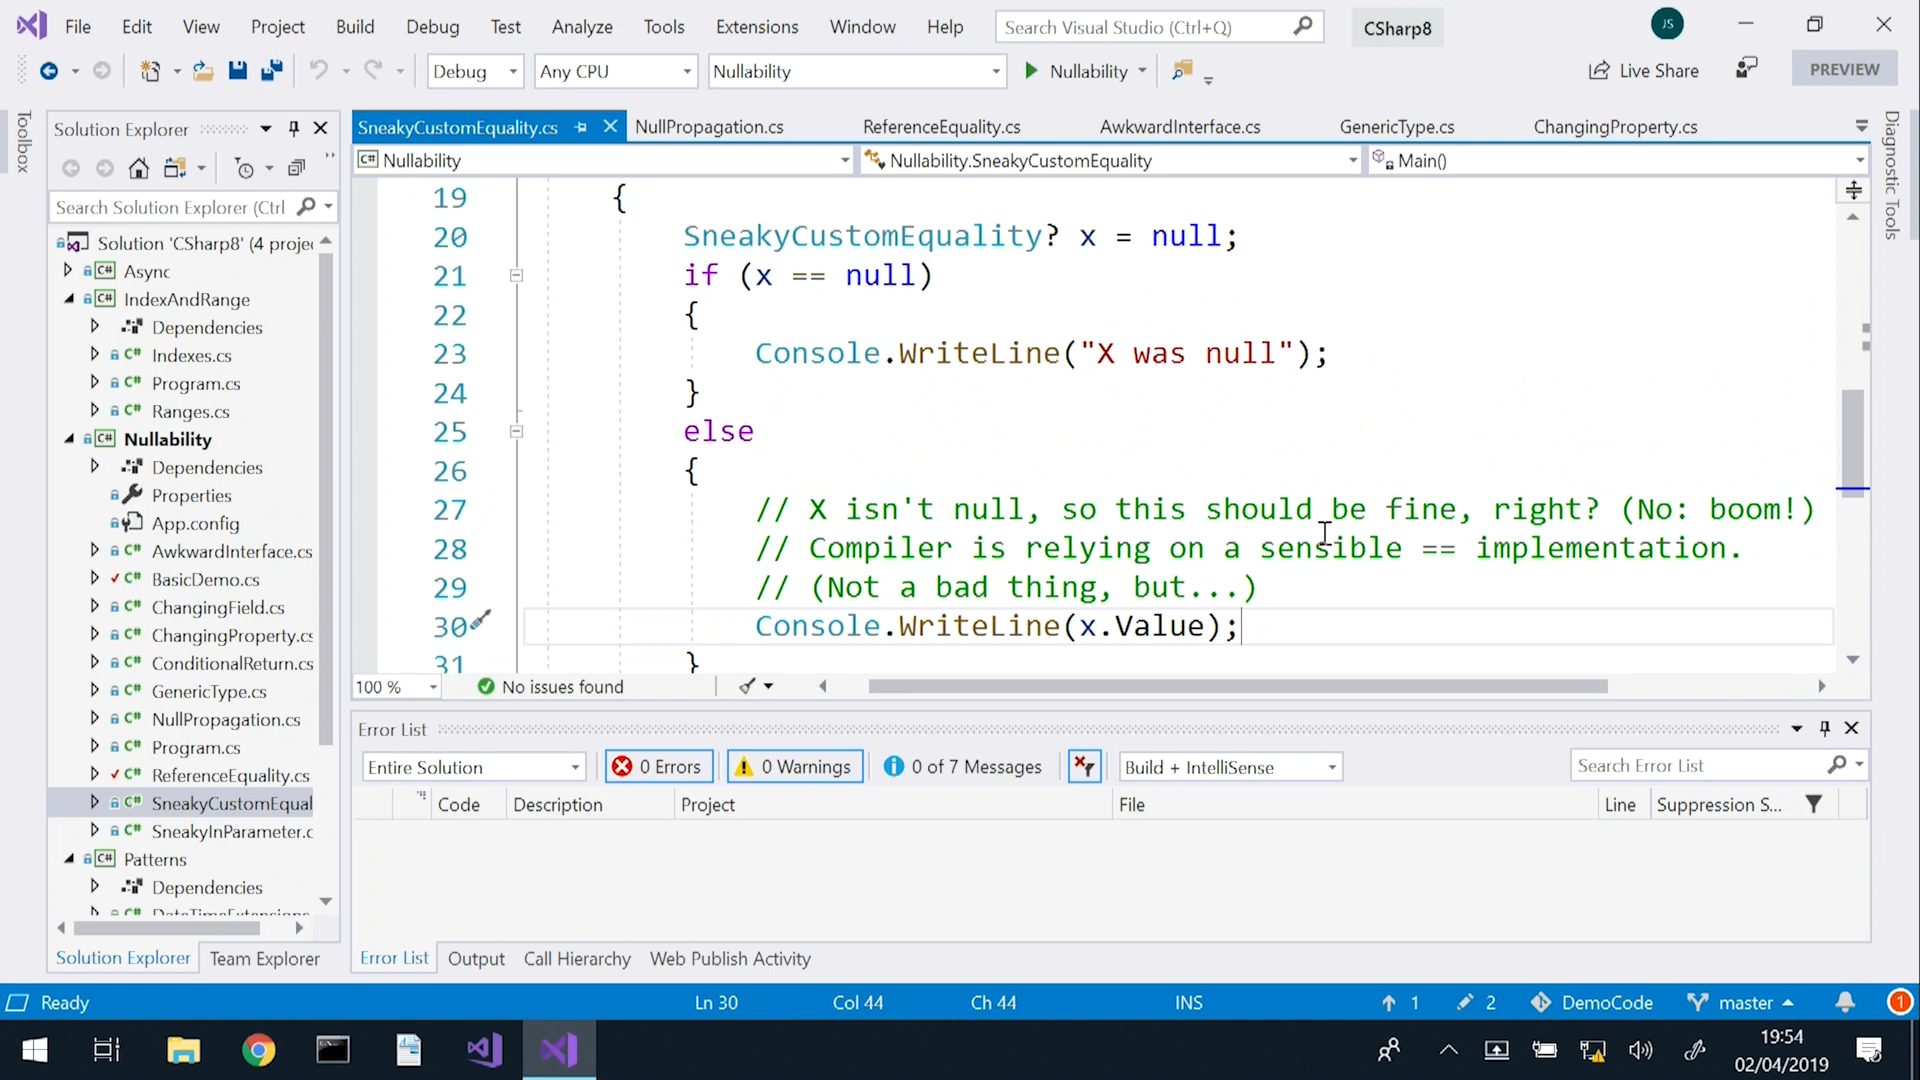 File Edit View Project Build Debug Test Analyze Tools Extensions Window Help Search Visual Studio (Ctrl+Q) CSharp8 JS
Debug Any CPU Nullability Nullability Live Share PREVIEW
Toolbox
Solution Explorer
Search Solution Explorer (Ctrl
Solution 'CSharp8' (4 proje
C# Async
C# IndexAndRange
Dependencies
C# Indexes.cs
C# Program.cs
C# Ranges.cs
C# Nullability
Dependencies
Properties
App.config
C# AwkwardInterface.cs
C# BasicDemo.cs
C# ChangingField.cs
C# ChangingProperty.cs
C# ConditionalReturn.cs
C# GenericType.cs
C# NullPropagation.cs
C# Program.cs
C# ReferenceEquality.cs
C# SneakyCustomEqual
C# SneakyInParameter.c
C# Patterns
Dependencies
C# DateTimeExtensions
Solution Explorer Team Explorer
SneakyCustomEquality.cs NullPropagation.cs ReferenceEquality.cs AwkwardInterface.cs GenericType.cs ChangingProperty.cs
C# Nullability Nullability.SneakyCustomEquality Main()
19 {
20 SneakyCustomEquality? x = null;
21 if (x == null)
22 {
23 Console.WriteLine("X was null");
24 }
25 else
26 {
27 // X isn't null, so this should be fine, right? (No: boom!)
28 // Compiler is relying on a sensible == implementation.
29 // (Not a bad thing, but...)
30 Console.WriteLine(x.Value);
31 }
100 % No issues found
Diagnostic Tools
Error List
Entire Solution 0 Errors 0 Warnings 0 of 7 Messages Build + IntelliSense Search Error List
Code Description Project File Line Suppression S...
Error List Output Call Hierarchy Web Publish Activity
Ready Ln 30 Col 44 Ch 44 INS 1 2 DemoCode master 1
19:54
02/04/2019